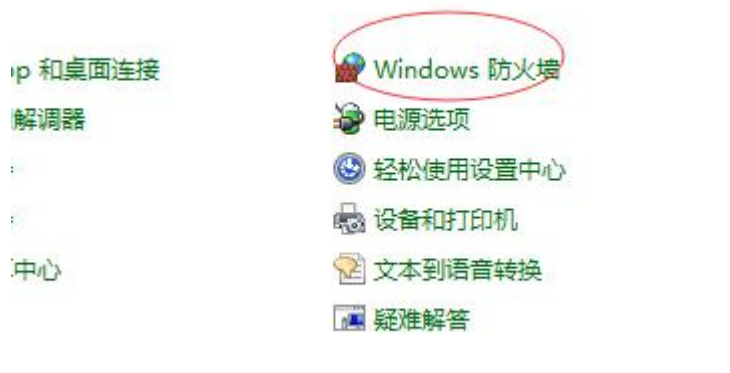 op 和桌面连接
解调器
中心
Windows 防火墙
电源选项
轻松使用设置中心
设备和打印机
文本到语音转换
疑难解答